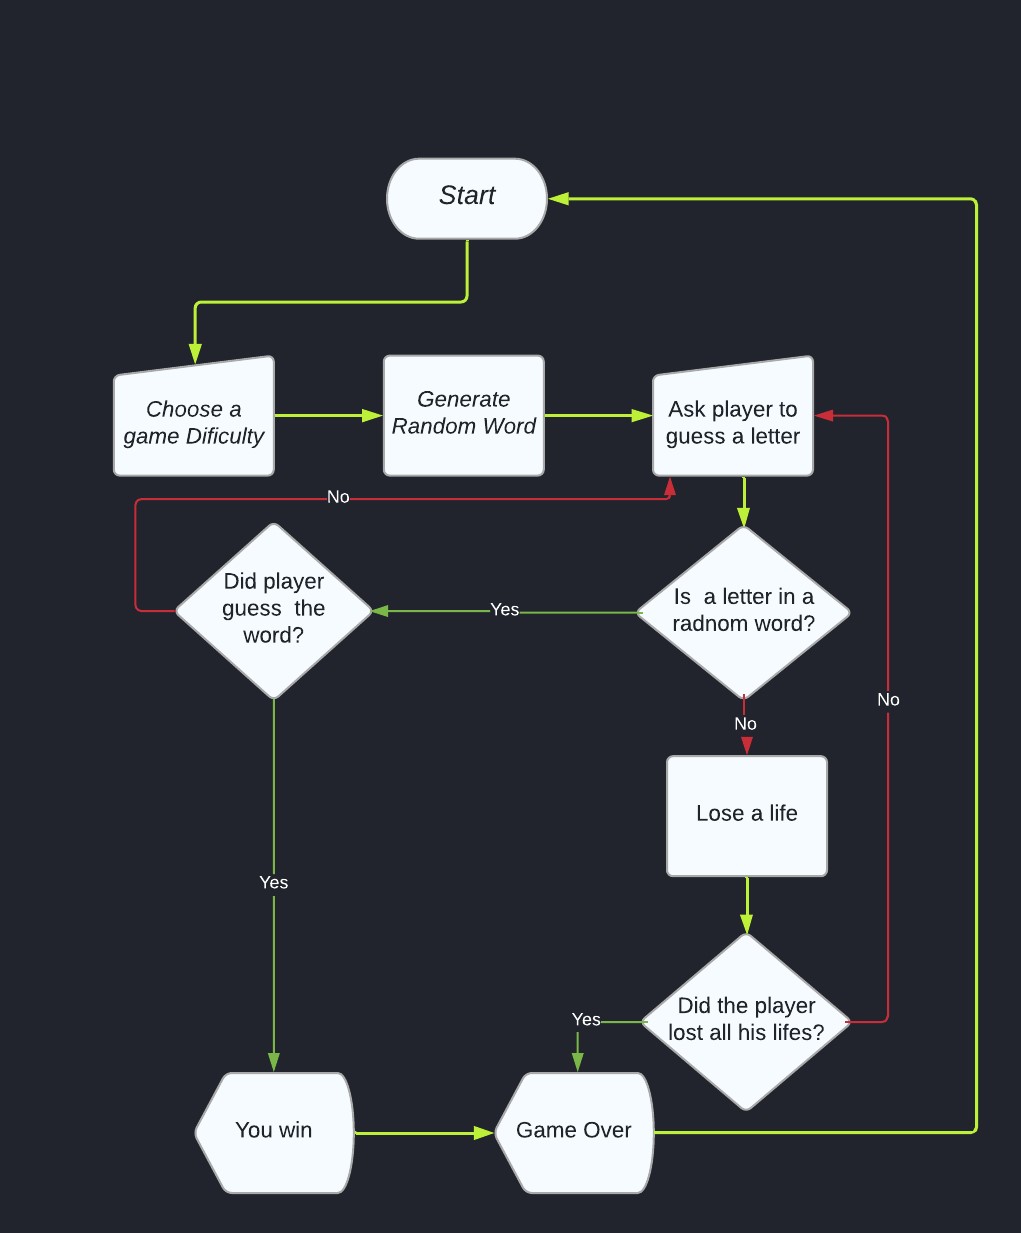 Start
Choose a
game Dificulty
Generate
Random Word
Ask player to
guess a letter
No
Did player
guess  the
word?
Yes
Is  a letter in a
radnom word?
No
No
Lose a life
Yes
Did the player
lost all his lifes?
Yes
You win
Game Over